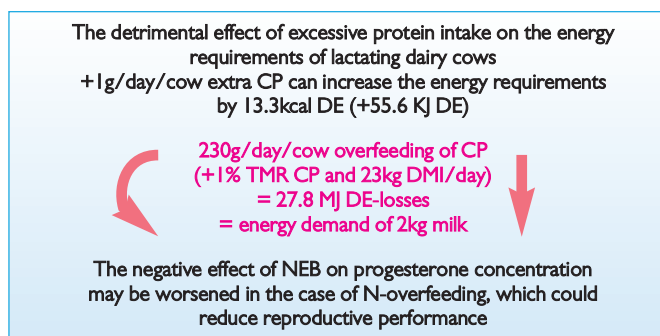 The detrimental effect of excessive protein intake on the energy
requirements of lactating dairy cows
+1g/day/cow extra CP can increase the energy requirements
by 13.3kcal DE (+55.6 KJ DE)
230g/day/cow overfeeding of CP
(+1% TMR CP and 23kg DMI/day)
= 27.8 MJ DE-losses
= energy demand of 2kg milk
The negative effect of NEB on progesterone concentration
may be worsened in the case of N-overfeeding, which could
reduce reproductive performance